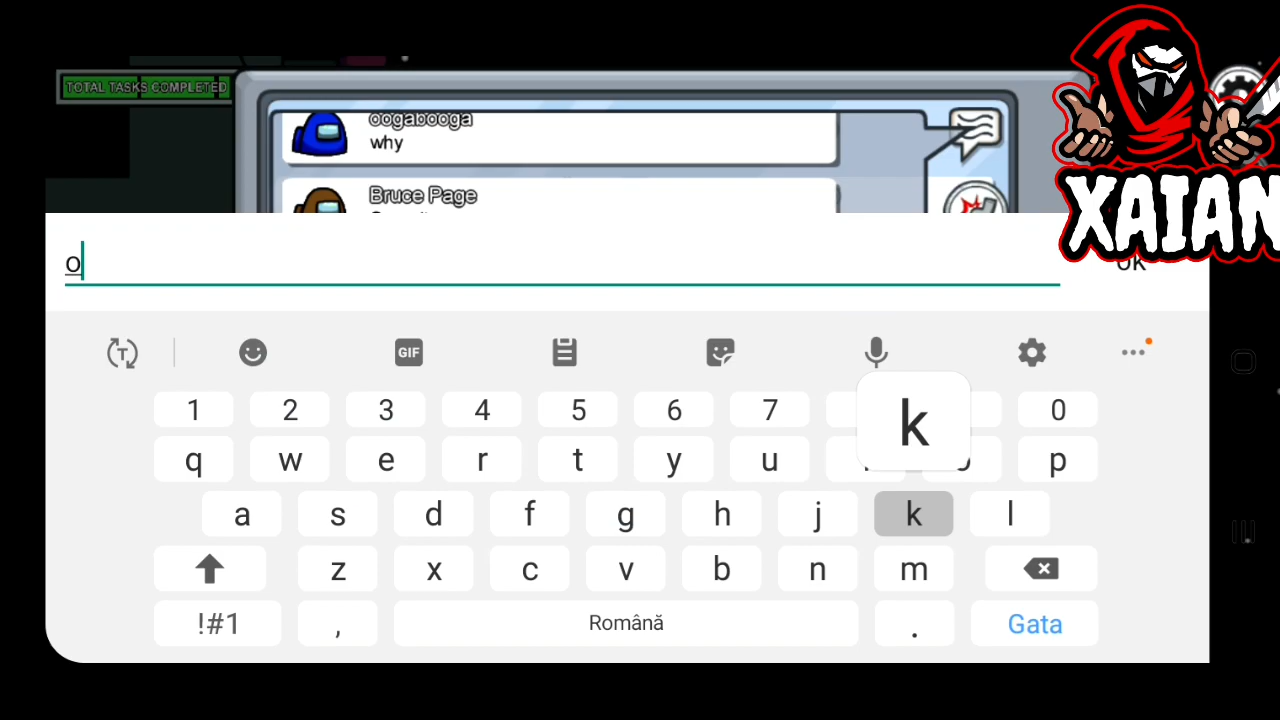 TOTAL TASKS COMPLETED
oogabooga
why
Bruce Page
XAIAN
o
OK
GIF
k
1 2 3 4 5 6 7 0
q w e r t y u p
a s d f g h j k l
z x c v b n m
!#1 , Română . Gata